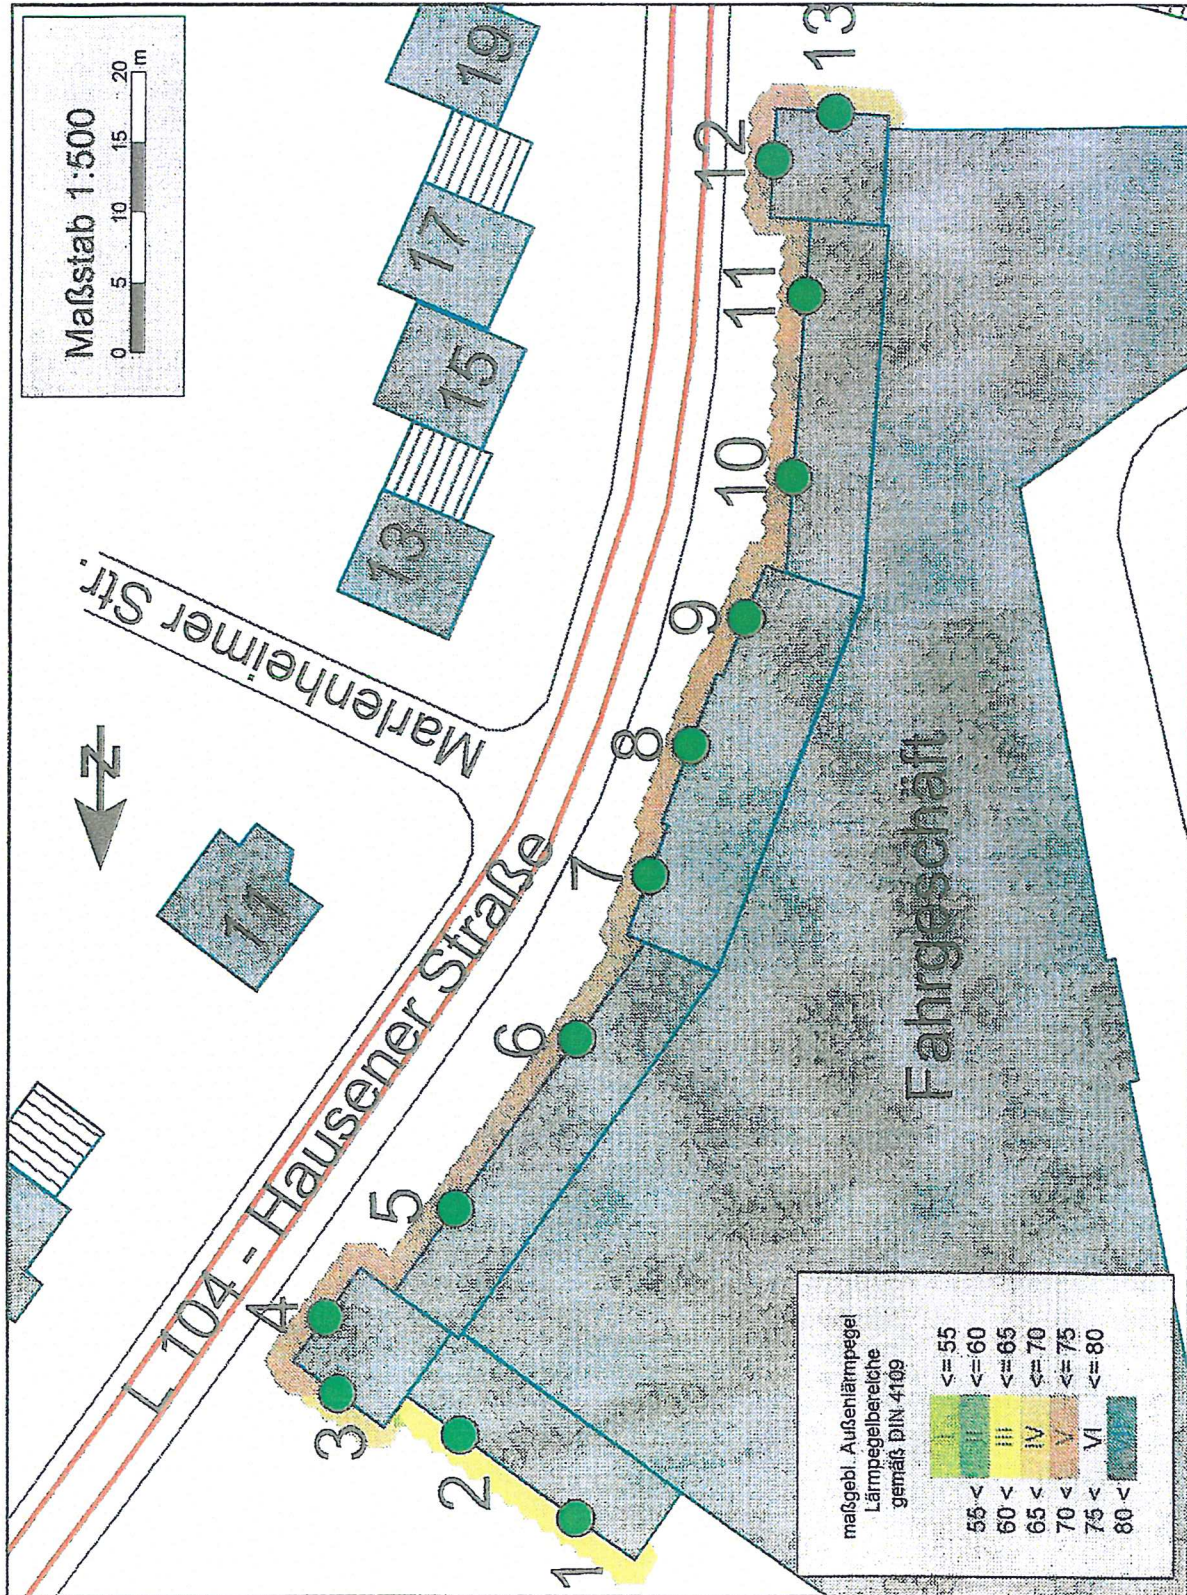 Maßstab 1:500
0 5 10 15 20 m
19
17
15
13
11
N
Marienheimer Str.
L 104 - Hausener Straße
1
2
3
4
5
6
7
8
9
10
11
12
13
Fahrgeschäft
maßgebl. Außenlärmpegel
Lärmpegelbereiche
gemäß DIN 4109
I <=55
55 < II <=60
60 < III <=65
65 < IV <=70
70 < V <=75
75 < VI <=80
80 < VII